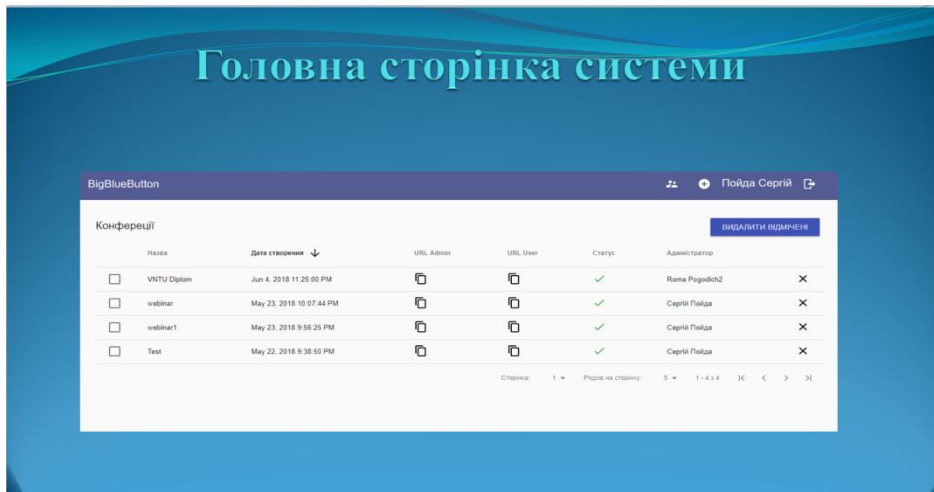 Головна сторінка системи
BigBlueButton Пойда Сергій
Конфереції ВИДАЛИТИ ВІДМІЧЕНІ
Назва Дата створення URL Admin URL User Статус Адміністратор
VNTU Diplom Jun 4, 2018 11:25:00 PM Roma Pogodich2
webinar May 23, 2018 10:07:44 PM Сергій Пойда
webinar1 May 23, 2018 9:56:25 PM Сергій Пойда
Test May 22, 2018 9:38:50 PM Сергій Пойда
Сторінка: 1 Рядків на сторінку: 5 1 - 4 з 4